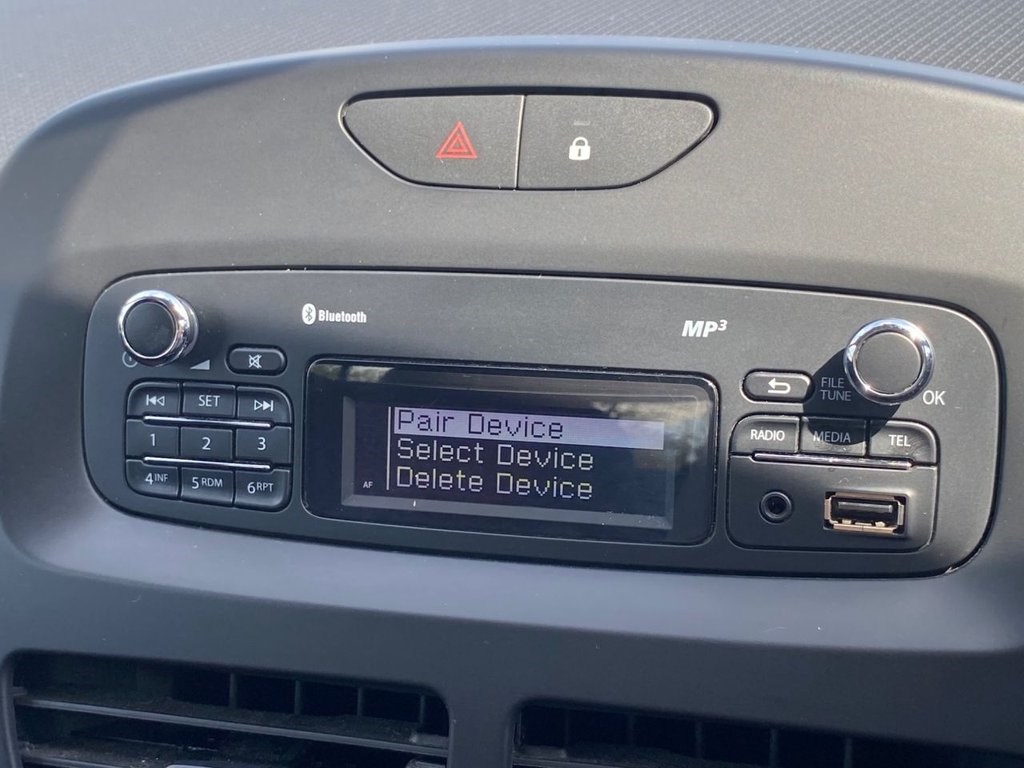 Bluetooth
MP3
FILE
TUNE
OK
SET
1 2 3
4INF 5RDM 6RPT
Pair Device
Select Device
Delete Device
AF
RADIO MEDIA TEL